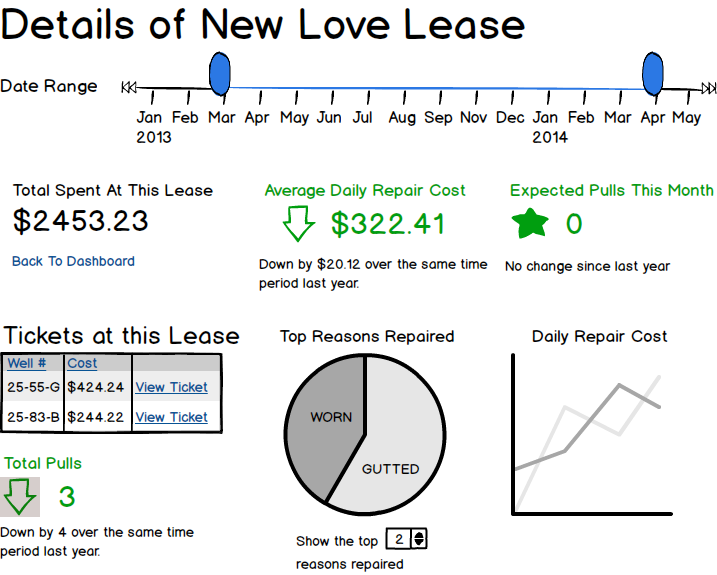 Details of New Love Lease
Date Range
Jan Feb Mar Apr May Jun Jul Aug Sep Nov Dec Jan Feb Mar Apr May
2013 2014
Total Spent At This Lease
$2453.23
Back To Dashboard
Average Daily Repair Cost
$322.41
Down by $20.12 over the same time
period last year.
Expected Pulls This Month
0
No change since last year
Tickets at this Lease
Well # Cost
25-55-G $424.24 View Ticket
25-83-B $244.22 View Ticket
Total Pulls
3
Down by 4 over the same time
period last year.
Top Reasons Repaired
WORN
GUTTED
Show the top 2
reasons repaired
Daily Repair Cost